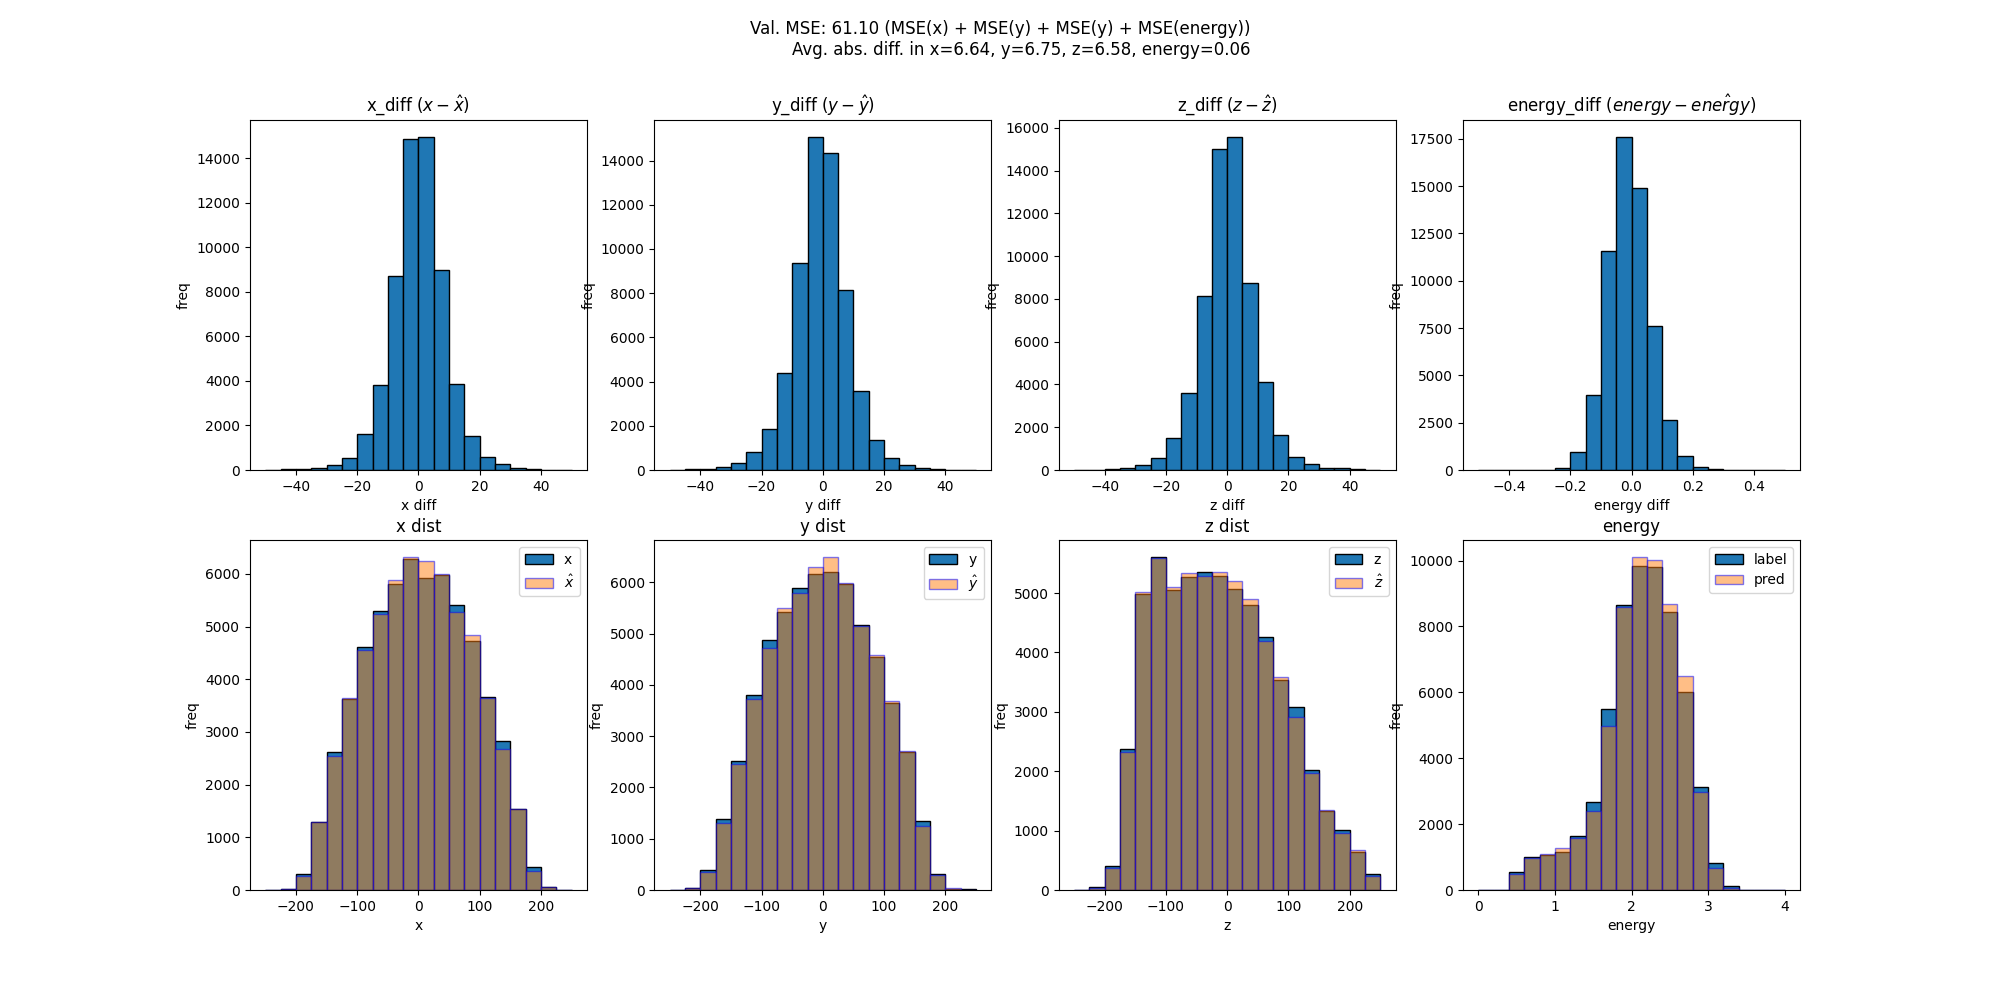 Val. MSE: 61.10 (MSE(x) + MSE(y) + MSE(y) + MSE(energy))
Avg. abs. diff. in x=6.64, y=6.75, z=6.58, energy=0.06
x_diff (x − x̂)
y_diff (y − ŷ)
z_diff (z − ẑ)
energy_diff (energy − enerĝy)
freq
0
2000
4000
6000
8000
10000
12000
14000
−40
−20
0
20
40
x diff
freq
0
2000
4000
6000
8000
10000
12000
14000
−40
−20
0
20
40
y diff
freq
0
2000
4000
6000
8000
10000
12000
14000
16000
−40
−20
0
20
40
z diff
freq
0
2500
5000
7500
10000
12500
15000
17500
−0.4
−0.2
0.0
0.2
0.4
energy diff
x dist
x
x̂
freq
0
1000
2000
3000
4000
5000
6000
−200
−100
0
100
200
x
y dist
y
ŷ
freq
0
1000
2000
3000
4000
5000
6000
−200
−100
0
100
200
y
z dist
z
ẑ
freq
0
1000
2000
3000
4000
5000
−200
−100
0
100
200
z
energy
label
pred
freq
0
2000
4000
6000
8000
10000
0
1
2
3
4
energy